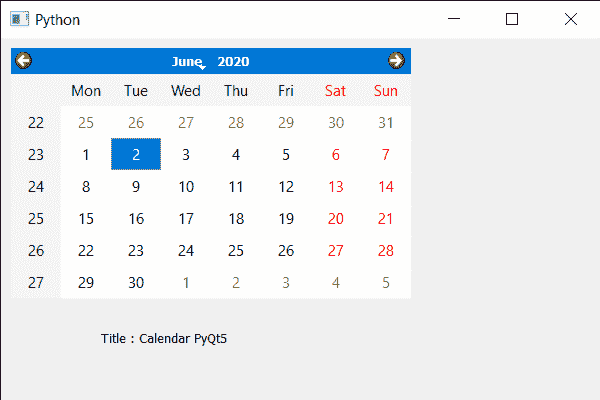 Python
June 2020
Mon Tue Wed Thu Fri Sat Sun
22 25 26 27 28 29 30 31
23 1 2 3 4 5 6 7
24 8 9 10 11 12 13 14
25 15 16 17 18 19 20 21
26 22 23 24 25 26 27 28
27 29 30 1 2 3 4 5
Title : Calendar PyQt5